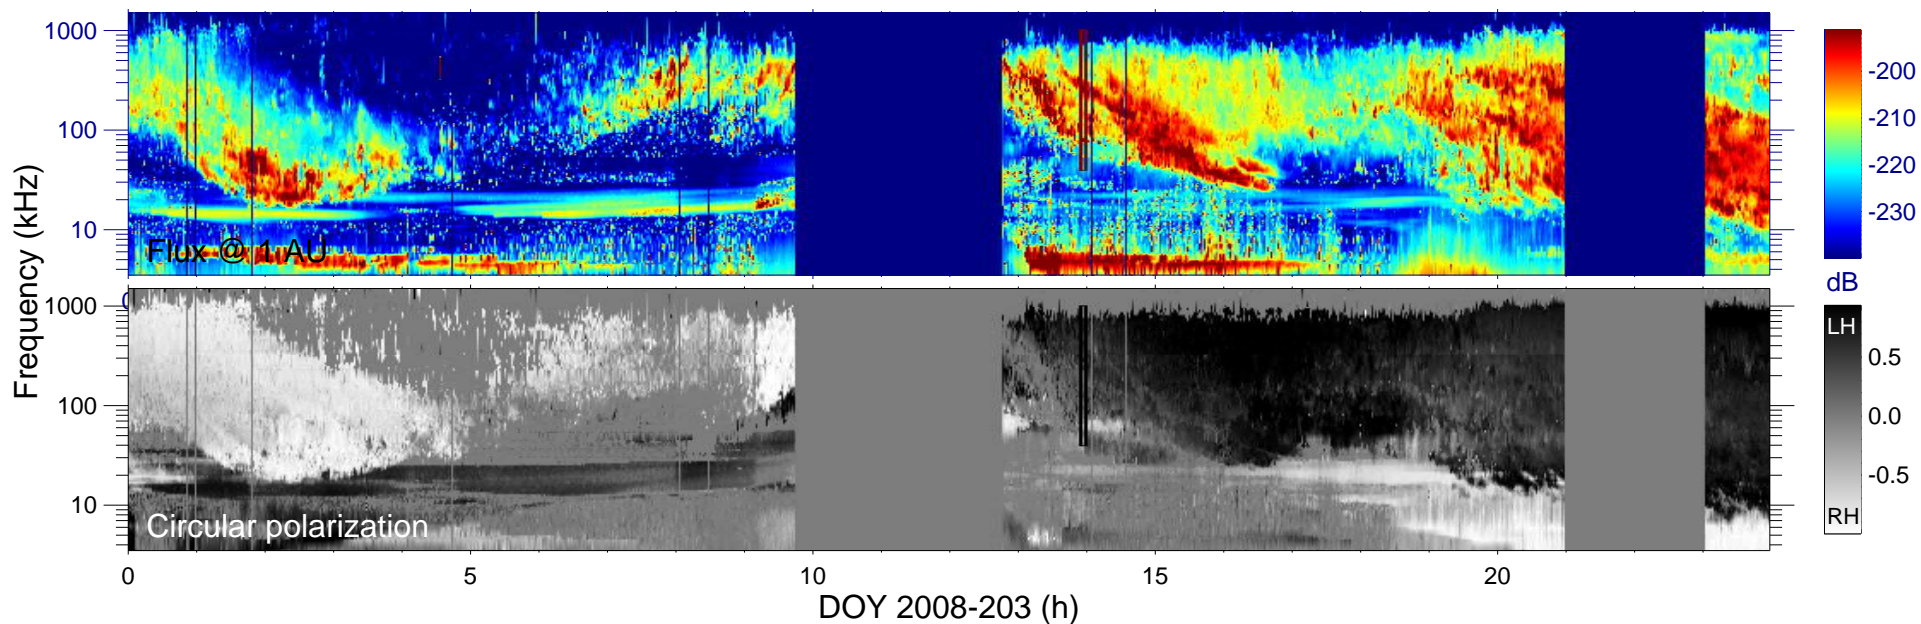 1000
100
10
Flux @ 1 AU
-200
-210
-220
-230
dB
Frequency (kHz)
0
1000
100
10
Circular polarization
LH
0.5
0.0
-0.5
RH
0
5
10
15
20
DOY 2008-203 (h)